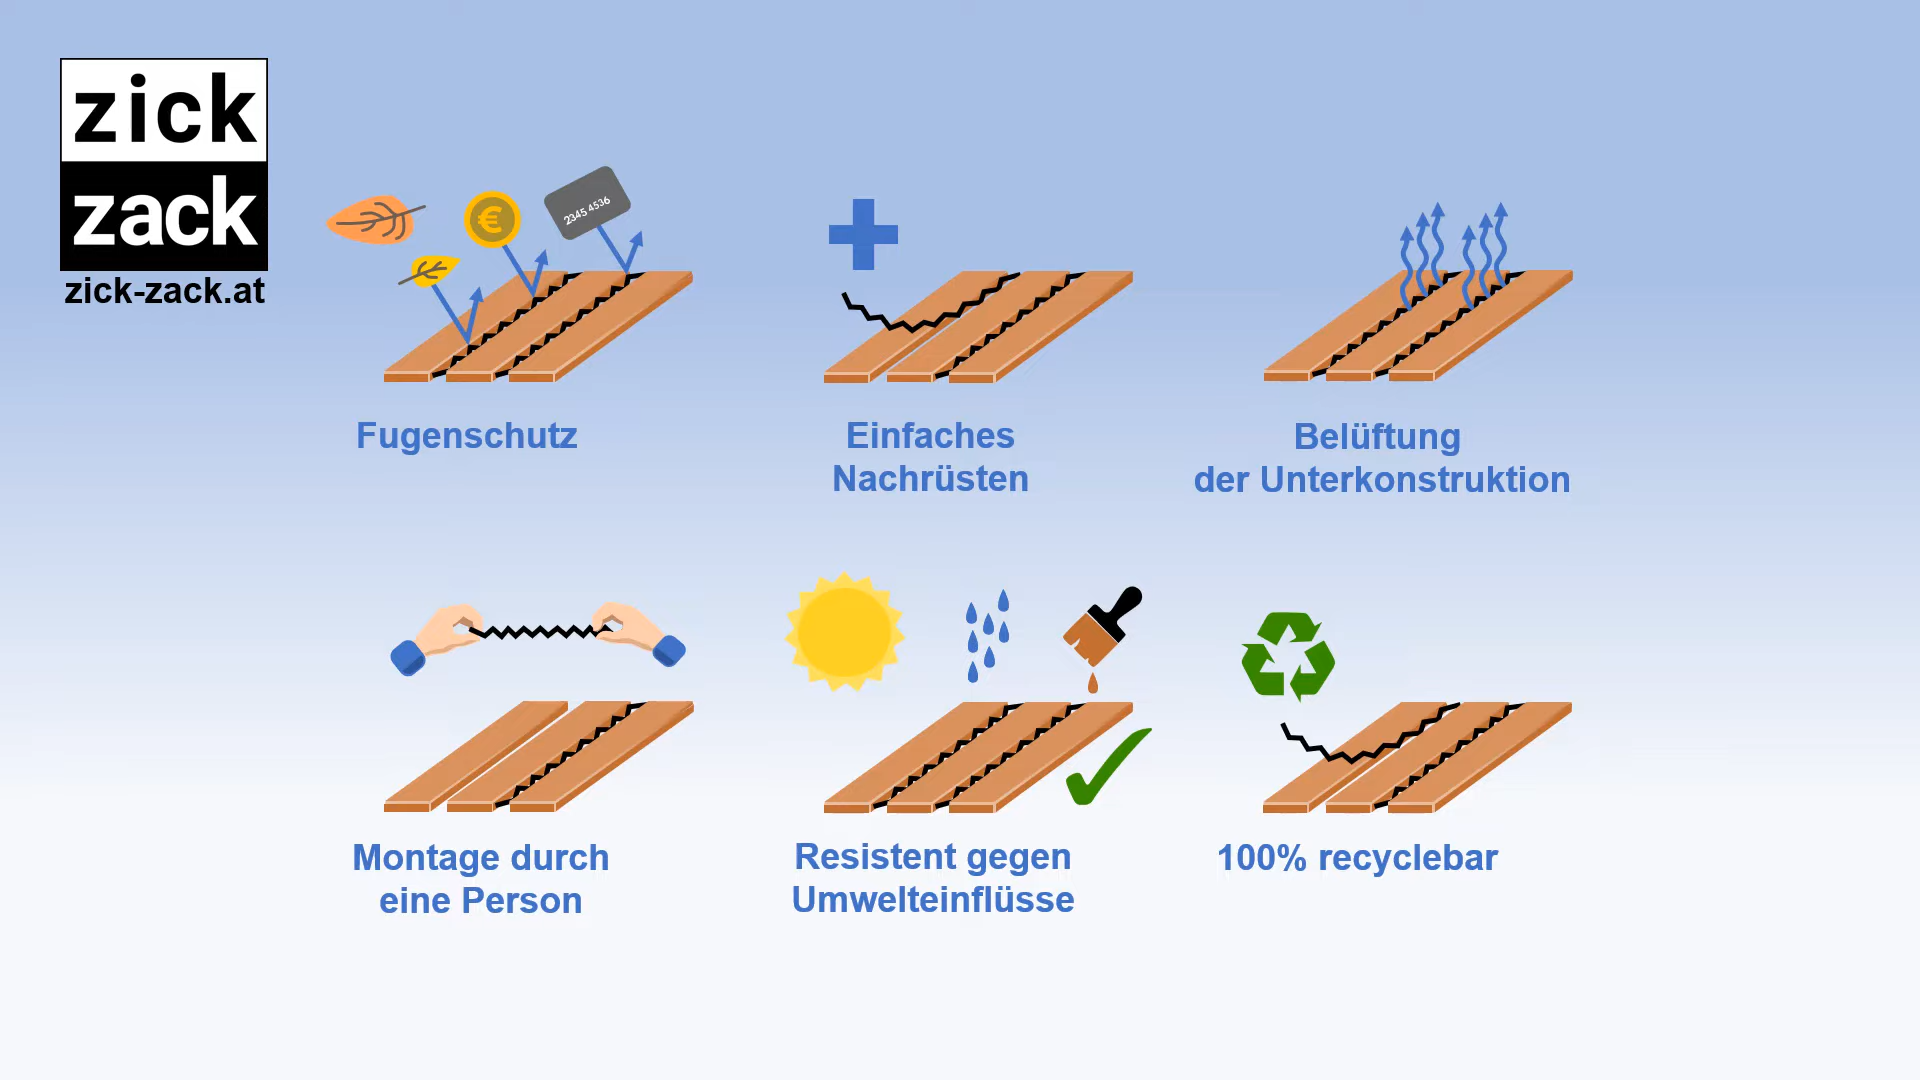 zick
zack
zick-zack.at
€
2345 4536
Fugenschutz
Einfaches
Nachrüsten
Belüftung
der Unterkonstruktion
Montage durch
eine Person
Resistent gegen
Umwelteinflüsse
100% recyclebar